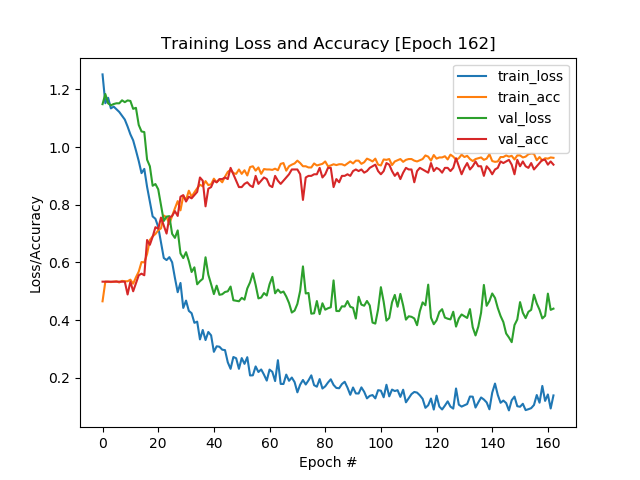 Training Loss and Accuracy [Epoch 162]
train_loss
train_acc
val_loss
val_acc
Loss/Accuracy
1.2
1.0
0.8
0.6
0.4
0.2
0 20 40 60 80 100 120 140 160
Epoch #